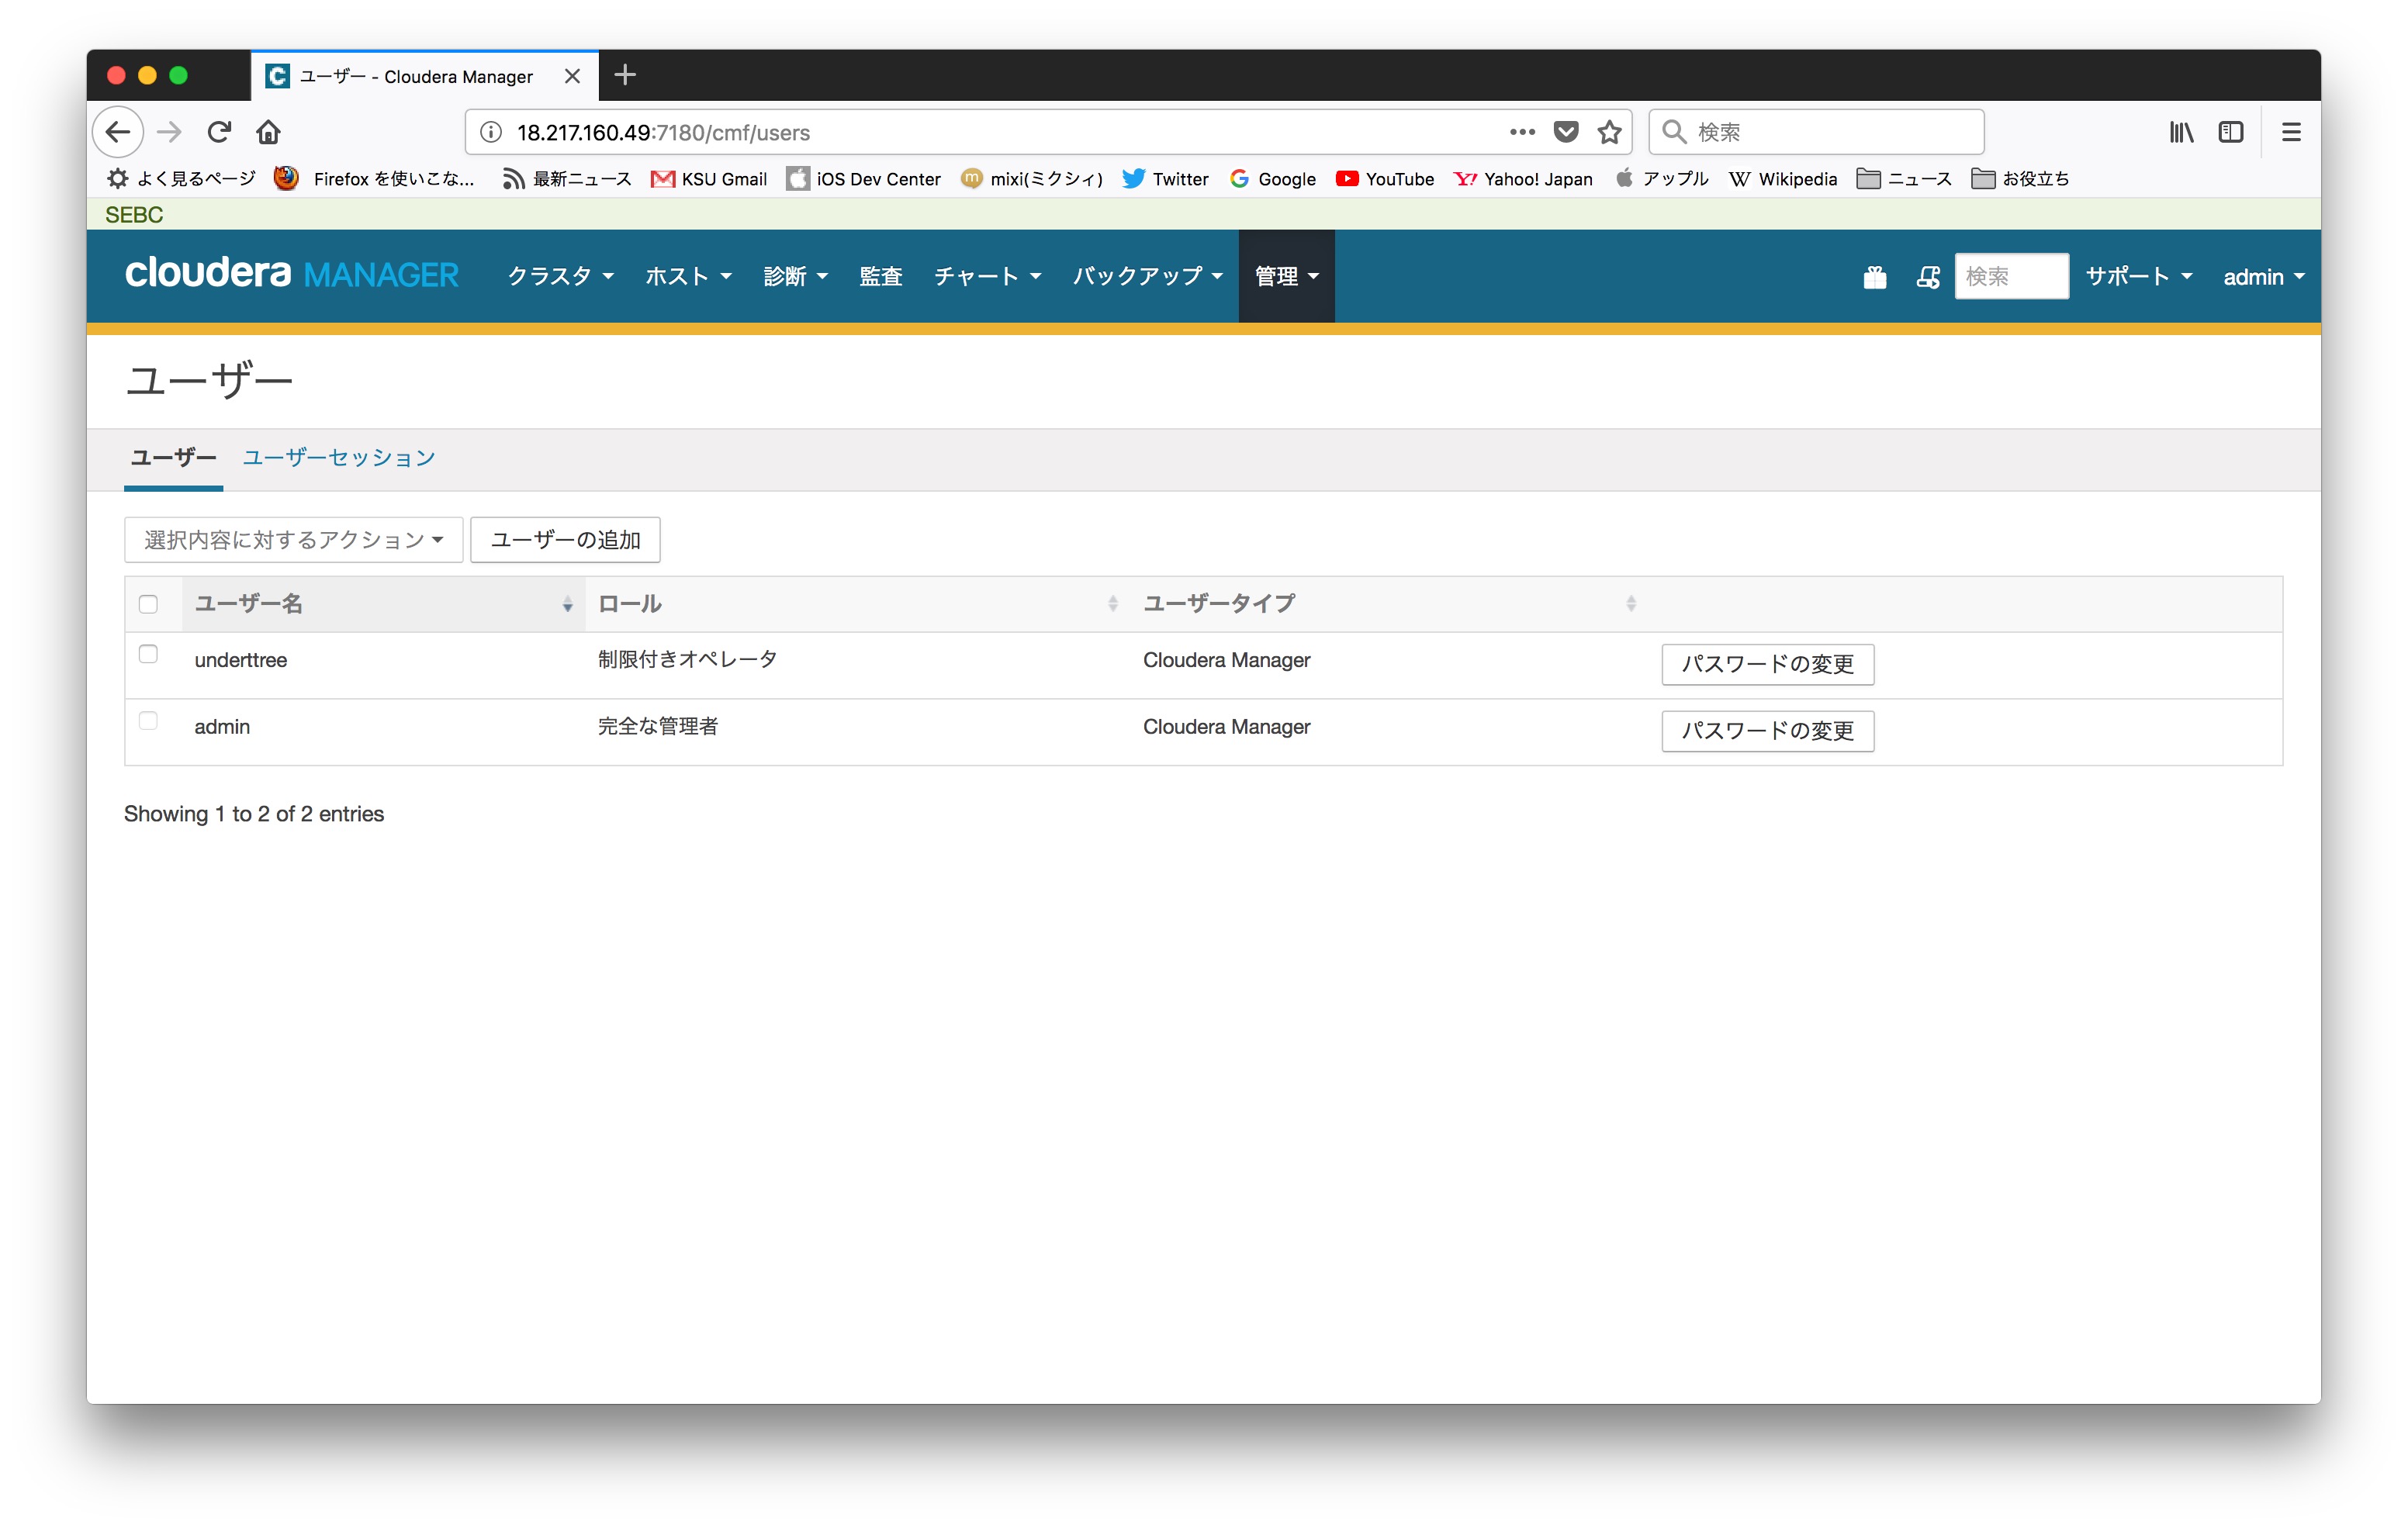 ユーザー - Cloudera Manager
18.217.160.49:7180/cmf/users
検索
よく見るページ Firefox を使いこな... 最新ニュース KSU Gmail iOS Dev Center mixi(ミクシィ) Twitter Google YouTube Yahoo! Japan アップル Wikipedia ニュース お役立ち
SEBC
cloudera MANAGER クラスタ ホスト 診断 監査 チャート バックアップ 管理 検索 サポート admin
ユーザー
ユーザー ユーザーセッション
選択内容に対するアクション ユーザーの追加
ユーザー名 ロール ユーザータイプ
underttree 制限付きオペレータ Cloudera Manager パスワードの変更
admin 完全な管理者 Cloudera Manager パスワードの変更
Showing 1 to 2 of 2 entries